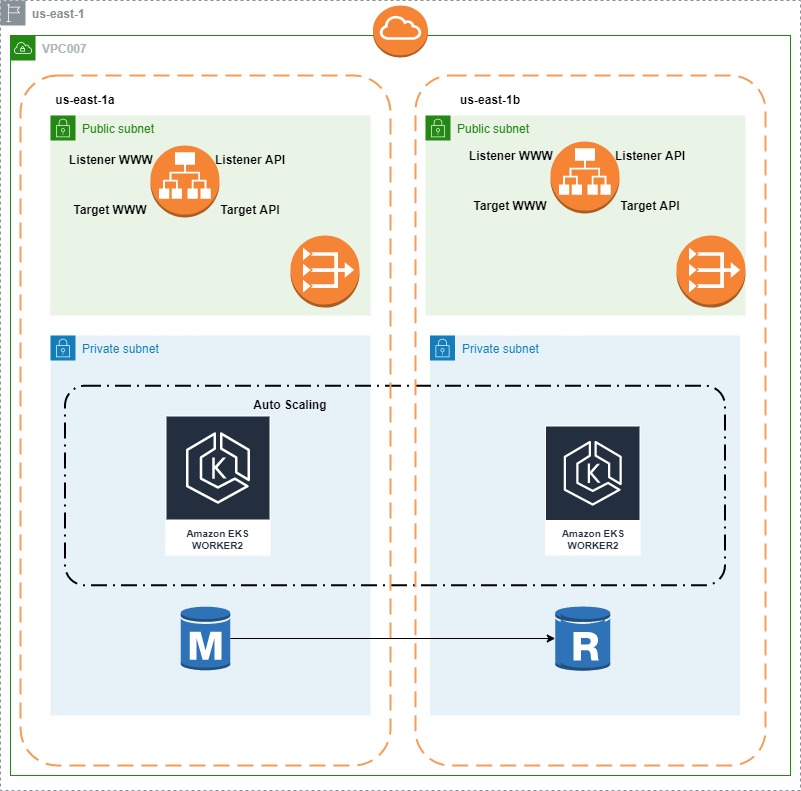 us-east-1
VPC007
us-east-1a
us-east-1b
Public subnet
Public subnet
Listener WWW
Listener API
Listener WWW
Listener API
Target WWW
Target API
Target WWW
Target API
Private subnet
Private subnet
Auto Scaling
K
K
Amazon EKS
WORKER2
Amazon EKS
WORKER2
M
R